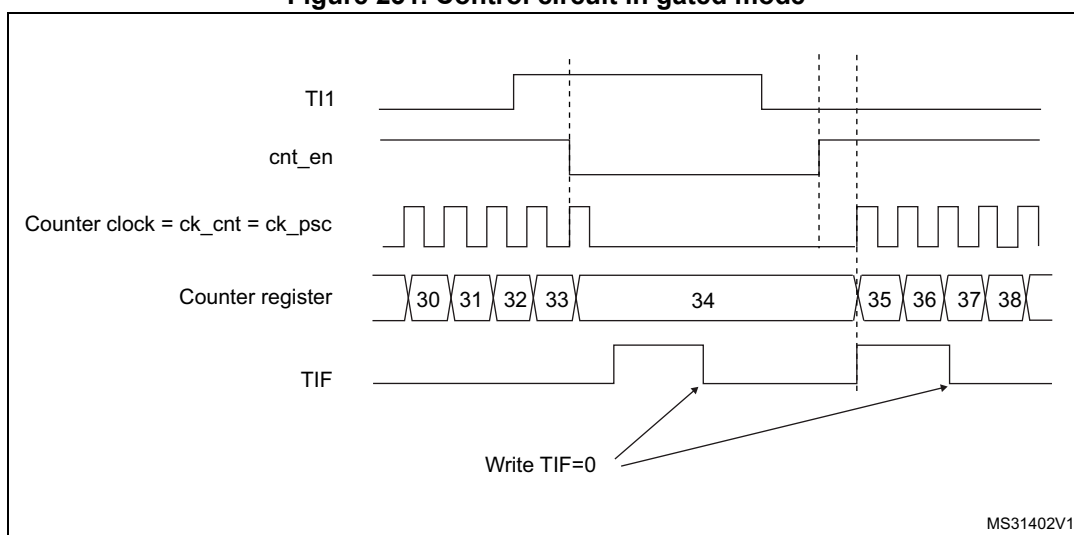 Figure Control circuit in gated mode
TI1
cnt_en
Counter clock = ck_cnt = ck_psc
Counter register 30 31 32 33 34 35 36 37 38
TIF
Write TIF=0
MS31402V1